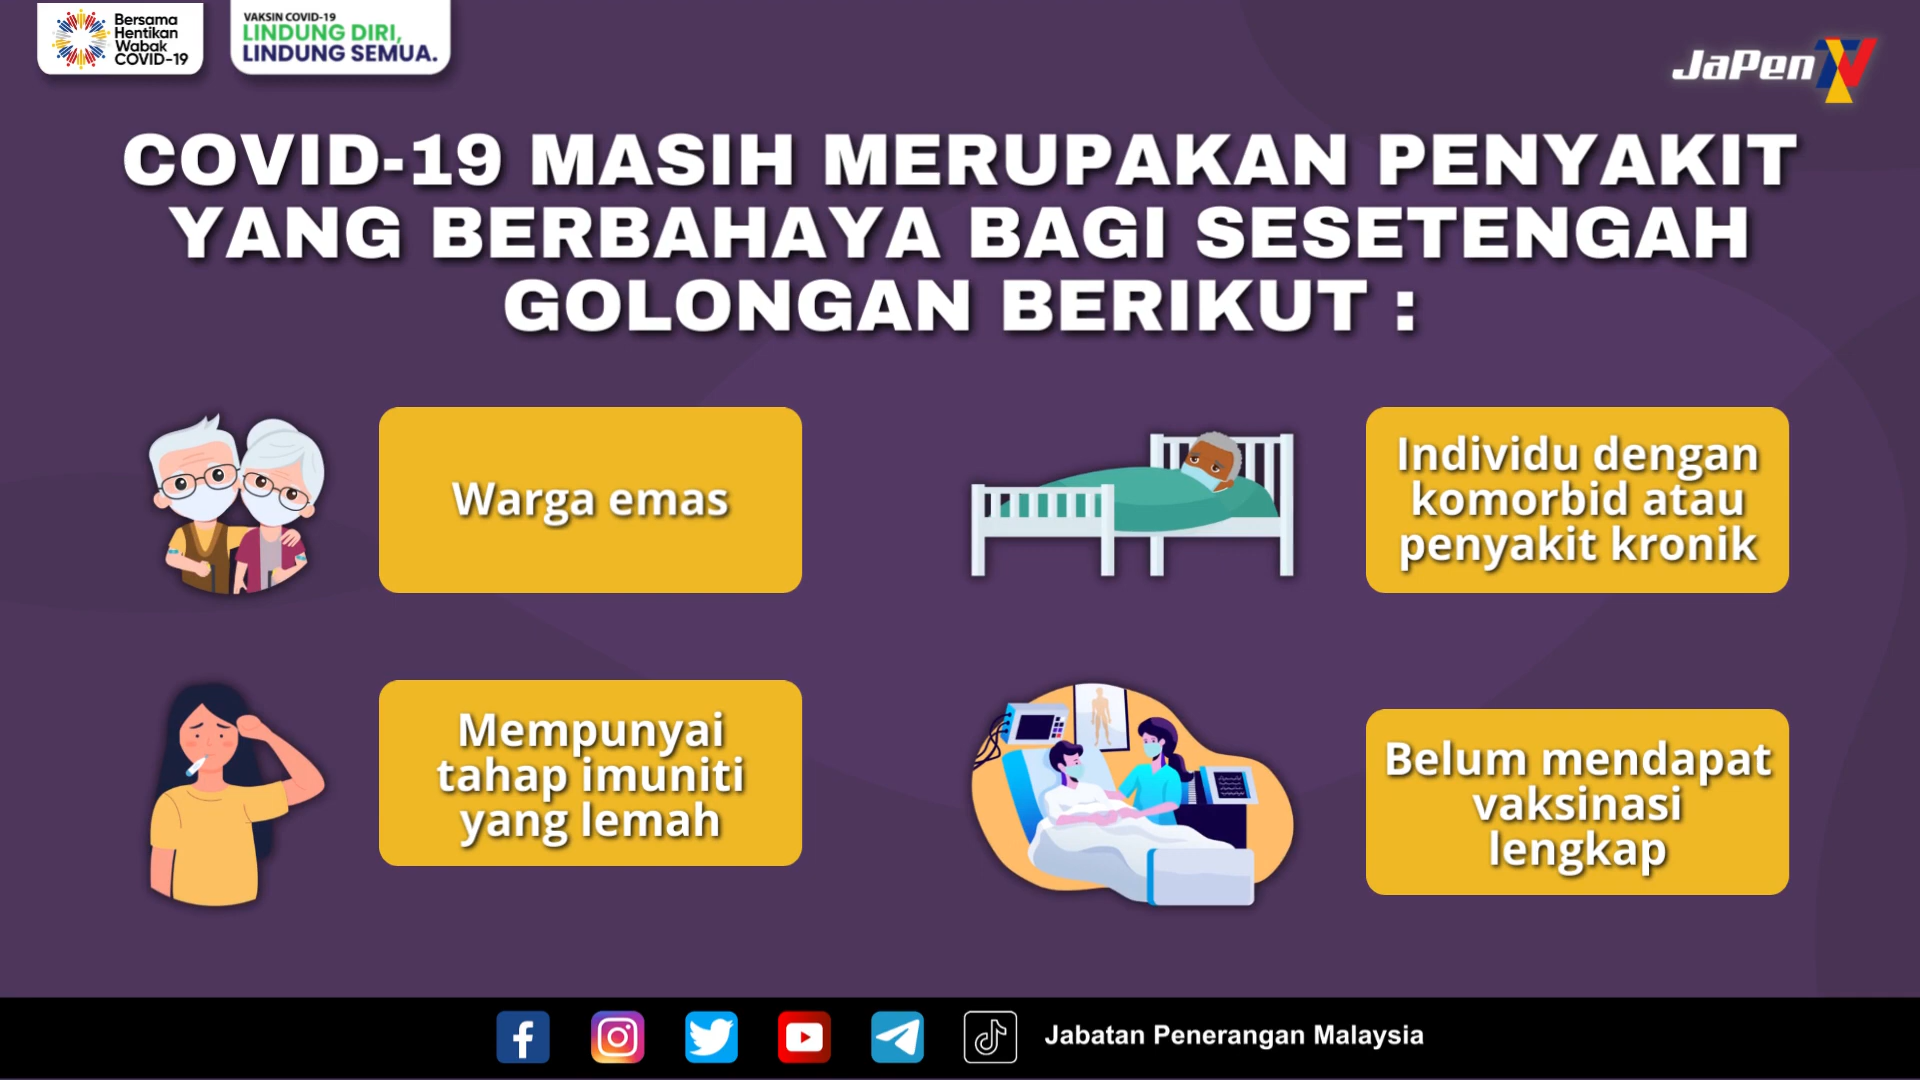 Bersama
Hentikan
Wabak
COVID-19
VAKSIN COVID-19
LINDUNG DIRI,
LINDUNG SEMUA.
JaPen TV
COVID-19 MASIH MERUPAKAN PENYAKIT
YANG BERBAHAYA BAGI SESETENGAH
GOLONGAN BERIKUT :
Warga emas
Individu dengan
komorbid atau
penyakit kronik
Mempunyai
tahap imuniti
yang lemah
Belum mendapat
vaksinasi
lengkap
Jabatan Penerangan Malaysia